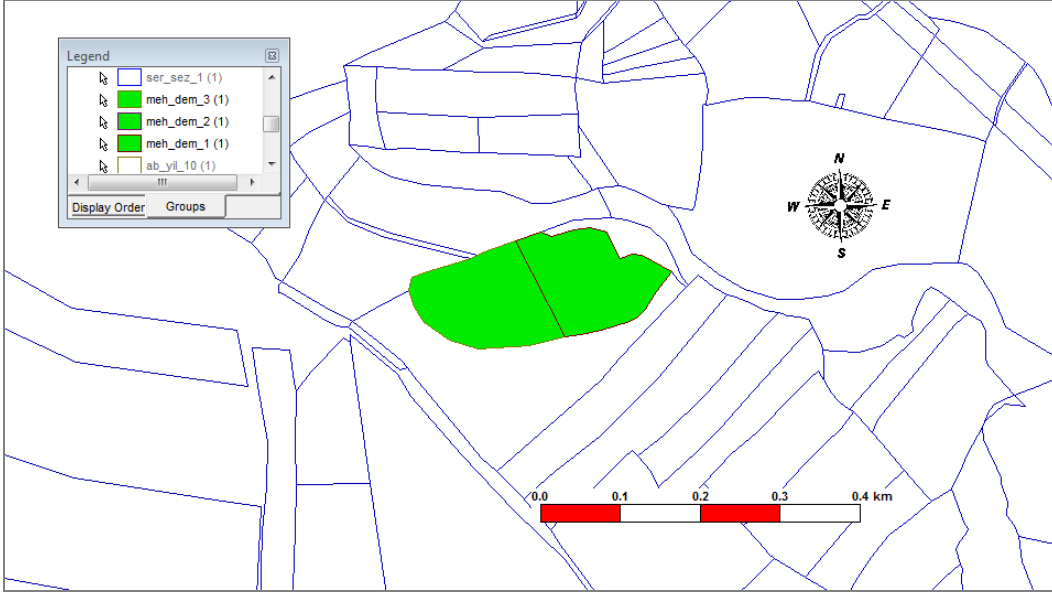 Legend
ser_sez_1 (1)
meh_dem_3 (1)
meh_dem_2 (1)
meh_dem_1 (1)
ab_yil_10 (1)
Display Order Groups
N
W E
S
0.0 0.1 0.2 0.3 0.4 km